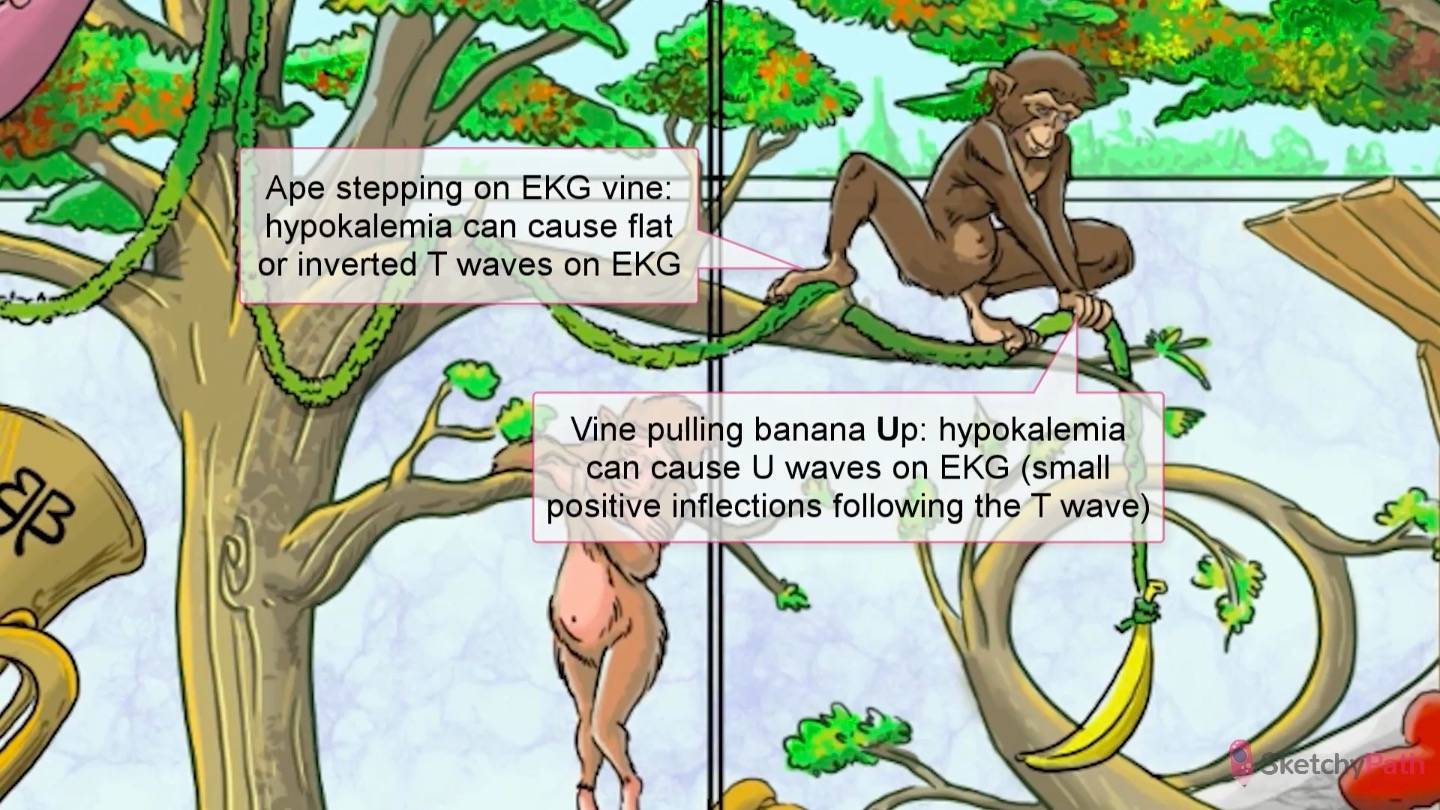 Ape stepping on EKG vine:
hypokalemia can cause flat
or inverted T waves on EKG
Vine pulling banana Up: hypokalemia
can cause U waves on EKG (small
positive inflections following the T wave)
SketchyPath